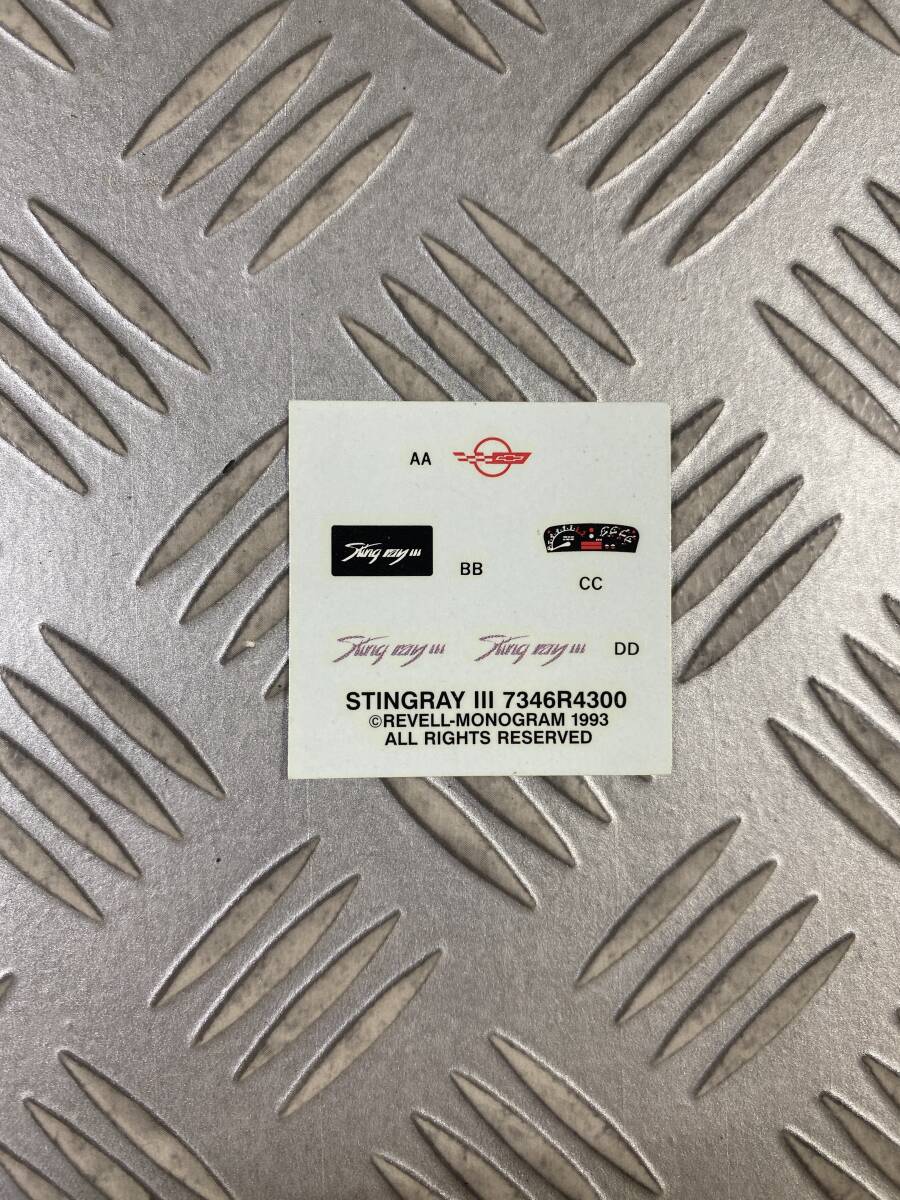 AA
Sting ray III
BB
CC
Sting ray III Sting ray III DD
STINGRAY III 7346R4300
©REVELL-MONOGRAM 1993
ALL RIGHTS RESERVED